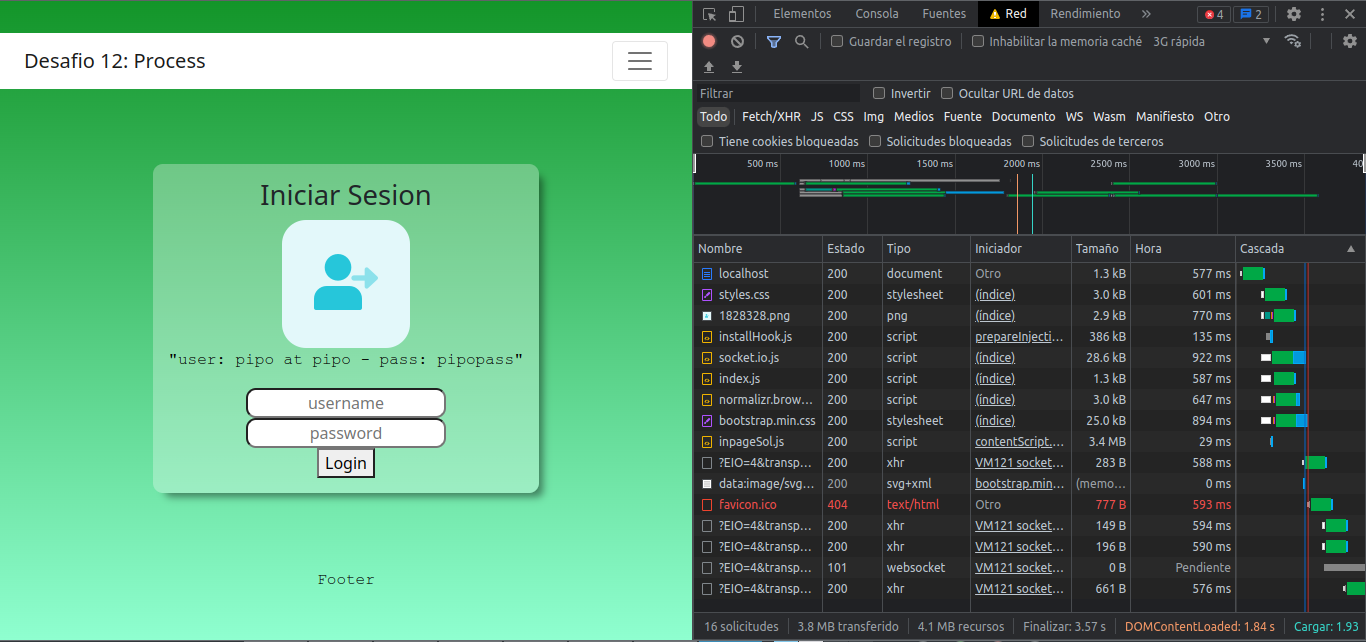 Desafio 12: Process
Iniciar Sesion
"user: pipo at pipo - pass: pipopass"
username
password
Login
Footer
Elementos Consola Fuentes Red Rendimiento » 4 2
Guardar el registro Inhabilitar la memoria caché 3G rápida
Filtrar Invertir Ocultar URL de datos
Todo Fetch/XHR JS CSS Img Medios Fuente Documento WS Wasm Manifiesto Otro
Tiene cookies bloqueadas Solicitudes bloqueadas Solicitudes de terceros
500 ms 1000 ms 1500 ms 2000 ms 2500 ms 3000 ms 3500 ms 40
Nombre Estado Tipo Iniciador Tamaño Hora Cascada
localhost 200 document Otro 1.3 kB 577 ms
styles.css 200 stylesheet (índice) 3.0 kB 601 ms
1828328.png 200 png (índice) 2.9 kB 770 ms
installHook.js 200 script prepareInjecti... 386 kB 135 ms
socket.io.js 200 script (índice) 28.6 kB 922 ms
index.js 200 script (índice) 1.3 kB 587 ms
normalizr.brow... 200 script (índice) 3.0 kB 647 ms
bootstrap.min.css 200 stylesheet (índice) 25.0 kB 894 ms
inpageSol.js 200 script contentScript.... 3.4 MB 29 ms
?EIO=4&transp... 200 xhr VM121 socket... 283 B 588 ms
data:image/svg... 200 svg+xml bootstrap.min... (memo... 0 ms
favicon.ico 404 text/html Otro 777 B 593 ms
?EIO=4&transp... 200 xhr VM121 socket... 149 B 594 ms
?EIO=4&transp... 200 xhr VM121 socket... 196 B 590 ms
?EIO=4&transp... 101 websocket VM121 socket... 0 B Pendiente
?EIO=4&transp... 200 xhr VM121 socket... 661 B 576 ms
16 solicitudes 3.8 MB transferido 4.1 MB recursos Finalizar: 3.57 s DOMContentLoaded: 1.84 s Cargar: 1.93